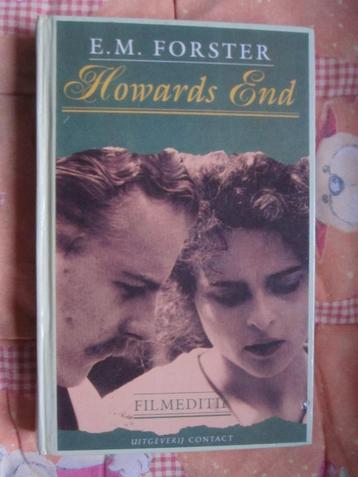 E.M. FORSTER
Howards End
FILMEDITIE
UITGEVERIJ CONTACT